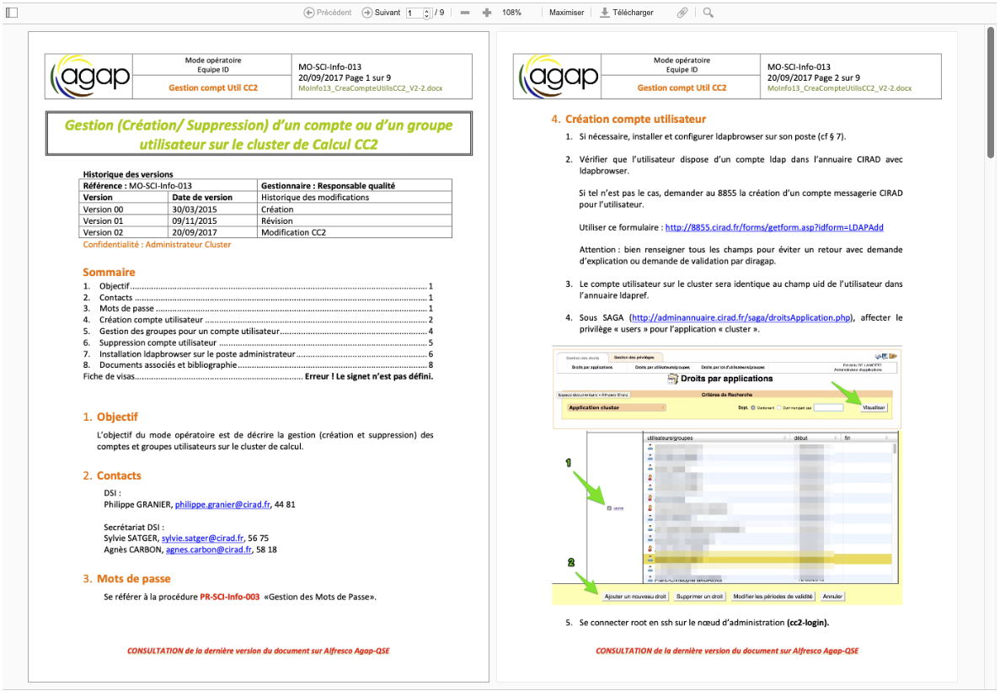 Précédent Suivant 1 / 9 108% Maximiser Télécharger
agap
Mode opératoire
Equipe ID
Gestion compt Util CC2
MO-SCI-Info-013
20/09/2017 Page 1 sur 9
MoInfo13_CreaCompteUtilisCC2_V2-2.docx
Gestion (Création/ Suppression) d'un compte ou d'un groupe
utilisateur sur le cluster de Calcul CC2
Historique des versions
Référence : MO-SCI-Info-013 Gestionnaire : Responsable qualité
Version Date de version Historique des modifications
Version 00 30/03/2015 Création
Version 01 09/11/2015 Révision
Version 02 20/09/2017 Modification CC2
Confidentialité : Administrateur Cluster
Sommaire
1. Objectif 1
2. Contacts 1
3. Mots de passe 1
4. Création compte utilisateur 2
5. Gestion des groupes pour un compte utilisateur 4
6. Suppression compte utilisateur 5
7. Installation ldapbrowser sur le poste administrateur 6
8. Documents associés et bibliographie 8
Fiche de visas Erreur ! Le signet n'est pas défini.
1. Objectif
L'objectif du mode opératoire est de décrire la gestion (création et suppression) des
comptes et groupes utilisateurs sur le cluster de calcul.
2. Contacts
DSI :
Philippe GRANIER, philippe.granier@cirad.fr, 44 81
Secrétariat DSI :
Sylvie SATGER, sylvie.satger@cirad.fr, 56 75
Agnès CARBON, agnes.carbon@cirad.fr, 58 18
3. Mots de passe
Se référer à la procédure PR-SCI-Info-003 «Gestion des Mots de Passe».
CONSULTATION de la dernière version du document sur Alfresco Agap-QSE
agap
Mode opératoire
Equipe ID
Gestion compt Util CC2
MO-SCI-Info-013
20/09/2017 Page 2 sur 9
MoInfo13_CreaCompteUtilisCC2_V2-2.docx
4. Création compte utilisateur
1. Si nécessaire, installer et configurer ldapbrowser sur son poste (cf § 7).
2. Vérifier que l'utilisateur dispose d'un compte ldap dans l'annuaire CIRAD avec
ldapbrowser.
Si tel n'est pas le cas, demander au 8855 la création d'un compte messagerie CIRAD
pour l'utilisateur.
Utiliser ce formulaire : http://8855.cirad.fr/forms/getform.asp?idform=LDAPAdd
Attention : bien renseigner tous les champs pour éviter un retour avec demande
d'explication ou demande de validation par diragap.
3. Le compte utilisateur sur le cluster sera identique au champ uid de l'utilisateur dans
l'annuaire ldapref.
4. Sous SAGA (http://adminannuaire.cirad.fr/saga/droitsApplication.php), affecter le
privilège « users » pour l'application « cluster ».
Gestion des droits Gestion des privilèges
Droits par applications Droits par utilisateurs/groupes Droits par lot d'utilisateurs/groupes
Administrateur d'applications
Droits par applications
Critères de Recherche
Application cluster Dept. Contenant Commençant par Visualiser
utilisateurs/groupes début fin
1
users
2
Ajouter un nouveau droit Supprimer un droit Modifier les périodes de validité Annuler
5. Se connecter root en ssh sur le nœud d'administration (cc2-login).
CONSULTATION de la dernière version du document sur Alfresco Agap-QSE